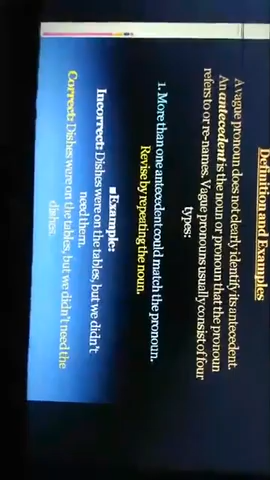 Definition and Examples
A vague pronoun does not clearly identify its antecedent.
An antecedent is the noun or pronoun that the pronoun
refers to or re-names. Vague pronouns usually consist of four
types:
1. More than one antecedent could match the pronoun.
Revise by repeating the noun.
■Example:
Incorrect: Dishes were on the tables, but we didn't
need them.
Correct: Dishes were on the tables, but we didn't need the
dishes.